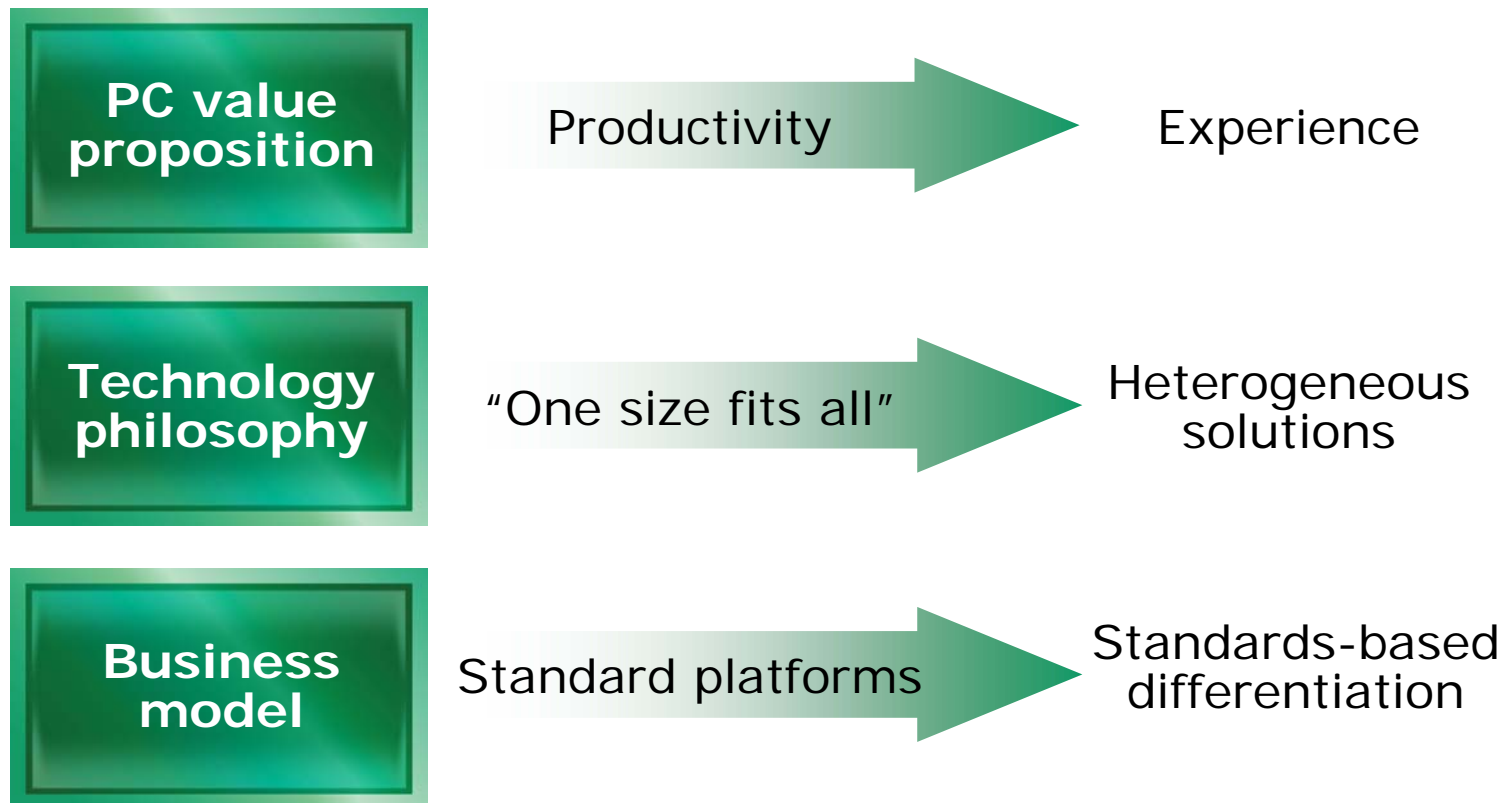 PC value
proposition
Productivity
Experience
Technology
philosophy
“One size fits all”
Heterogeneous
solutions
Business
model
Standard platforms
Standards-based
differentiation